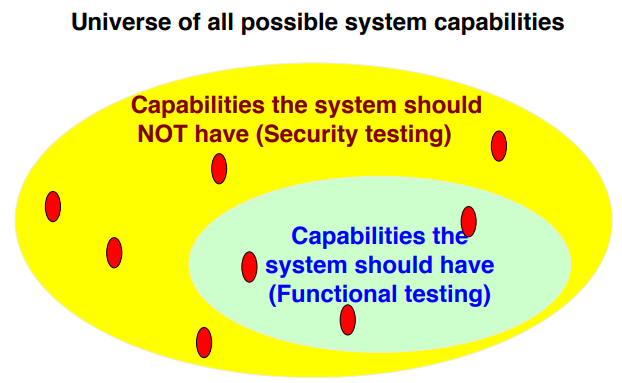 Universe of all possible system capabilities
Capabilities the system should
NOT have (Security testing)
Capabilities the
system should have
(Functional testing)